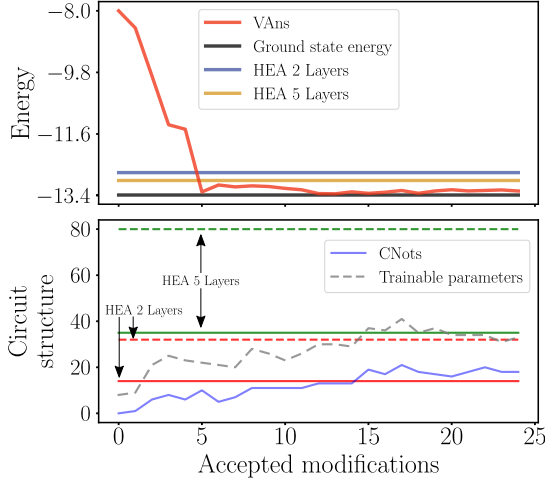 −8.0
−9.8
−11.6
−13.4
Energy
VAns
Ground state energy
HEA 2 Layers
HEA 5 Layers
80
60
40
20
0
Circuit
structure
CNots
Trainable parameters
HEA 5 Layers
HEA 2 Layers
0
5
10
15
20
25
Accepted modifications